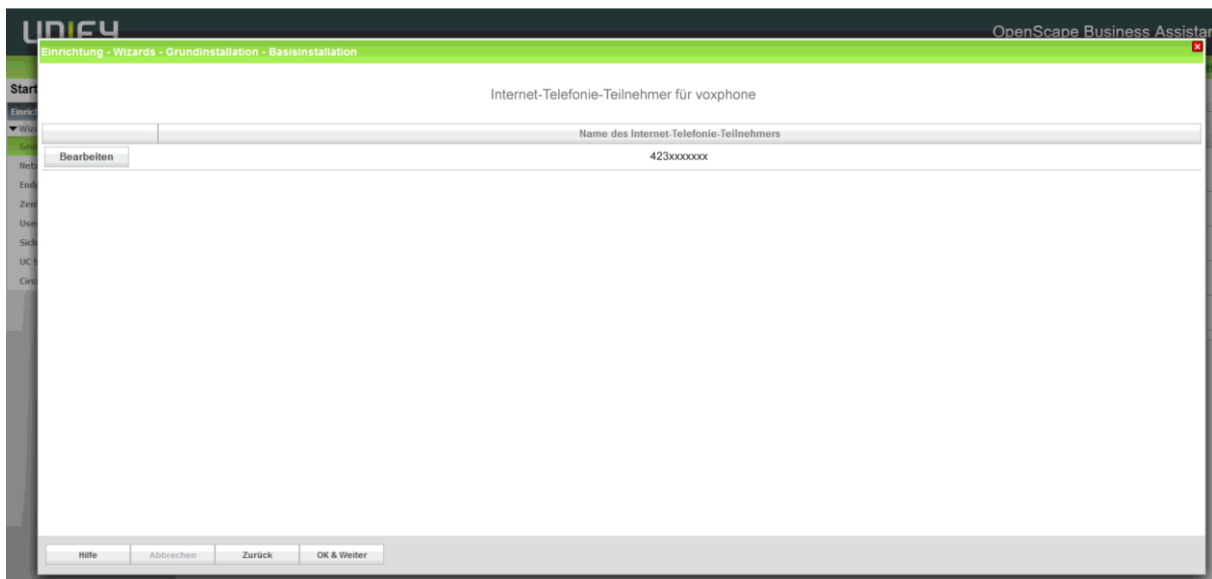 UNIFY
OpenScape Business Assistan
Einrichtung - Wizards - Grundinstallation - Basisinstallation
Start
Internet-Telefonie-Teilnehmer für voxphone
Name des Internet-Telefonie-Teilnehmers
Bearbeiten 423xxxxxxx
Hilfe Abbrechen Zurück OK & Weiter